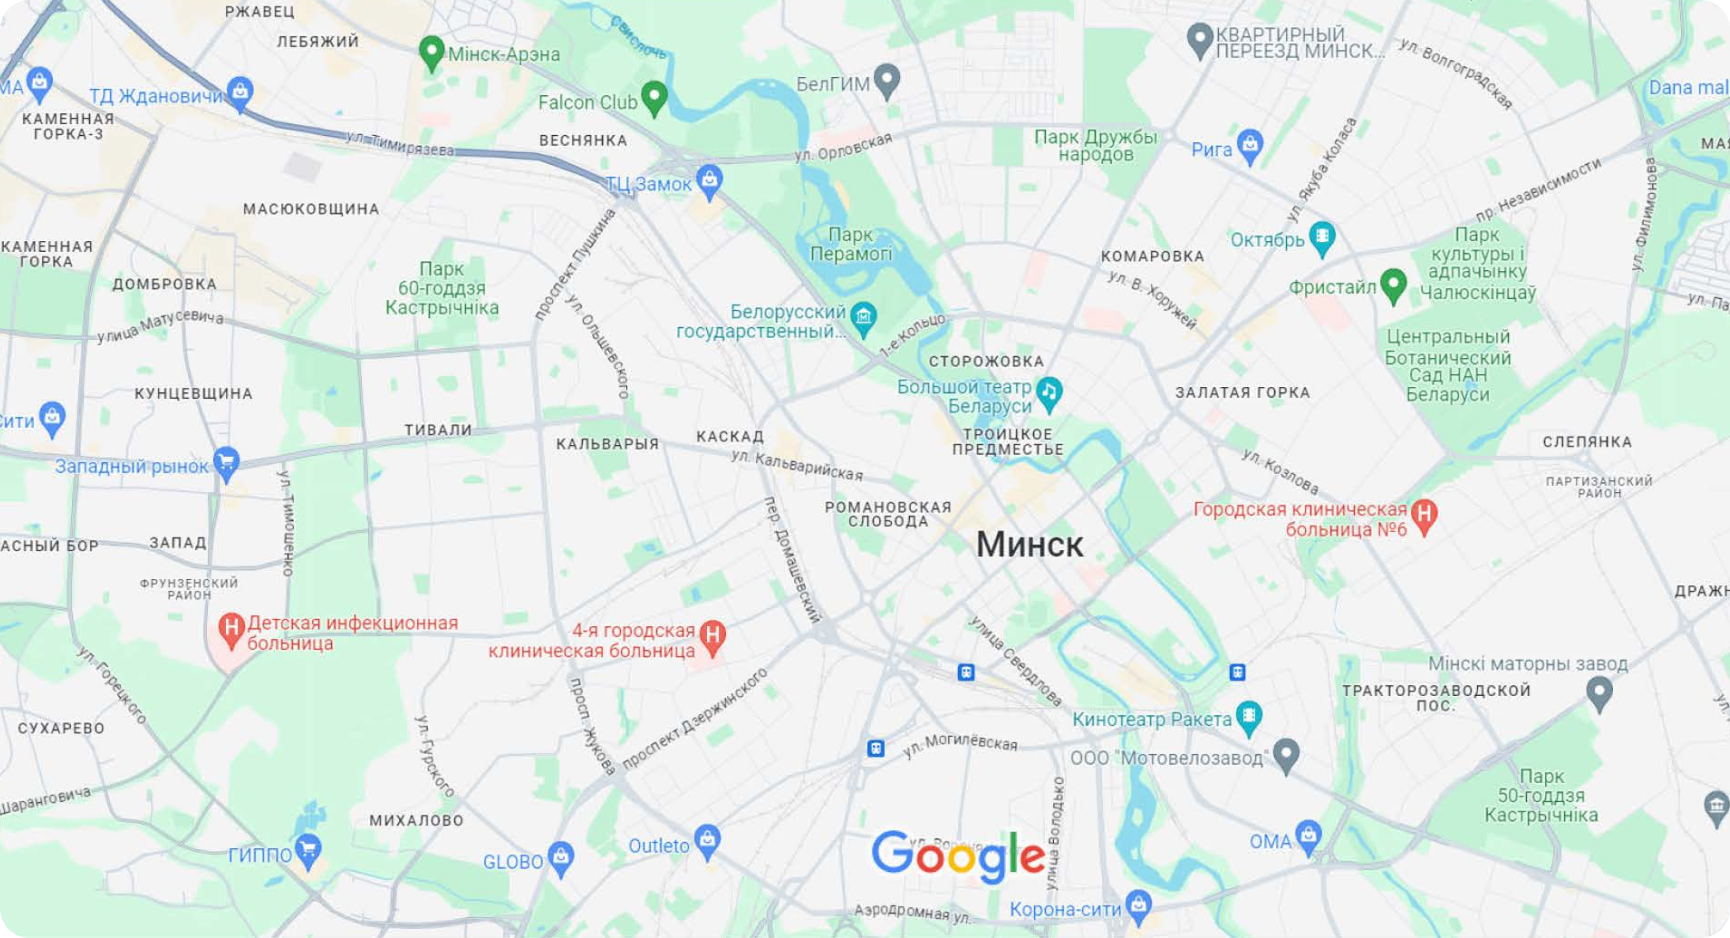 РЖАВЕЦ
ЛЕБЯЖИЙ
Свислочь
КВАРТИРНЫЙ
ПЕРЕЕЗД МИНСК...
ул. Волгоградская
Мінск-Арэна
БелГИМ
МА
ТД Ждановичи
Falcon Club
Dana mal
КАМЕННАЯ
ГОРКА-3
ул. Тимирязева
ВЕСНЯНКА
ул. Орловская
Парк Дружбы
народов
Рига
ул. Якуба Коласа
МАЯ
ТЦ Замок
пр. Независимости
ул. Филимонова
МАСЮКОВЩИНА
КАМЕННАЯ
ГОРКА
проспект Пушкина
Парк
Перамогі
КОМАРОВКА
Октябрь
Парк
культуры і
адпачынку
Чалюскінцаў
ДОМБРОВКА
Парк
60-годдзя
Кастрычніка
ул. В. Хоружей
Фристайл
ул. Па
улица Матусевича
ул. Ольшевского
Белорусский
государственный...
1-е Кольцо
Центральный
Ботанический
Сад НАН
Беларуси
СТОРОЖОВКА
КУНЦЕВЩИНА
Большой театр
Беларуси
ЗАЛАТАЯ ГОРКА
Сити
ТИВАЛИ
КАЛЬВАРЫЯ
КАСКАД
ТРОИЦКОЕ
ПРЕДМЕСТЬЕ
СЛЕПЯНКА
Западный рынок
ул. Кальварийская
ул. Козлова
ПАРТИЗАНСКИЙ
РАЙОН
ул. Тимошенко
пер. Домашевский
РОМАНОВСКАЯ
СЛОБОДА
Городская клиническая
больница №6
АСНЫЙ БОР
ЗАПАД
Минск
ФРУНЗЕНСКИЙ
РАЙОН
ДРАЖН
Детская инфекционная
больница
4-я городская
клиническая больница
улица Свердлова
ул. Горецкого
Мінскі маторны завод
ТРАКТОРОЗАВОДСКОЙ
ПОС.
СУХАРЕВО
ул. Гурского
просп. Жукова
проспект Дзержинского
ул. Могилёвская
Кинотеатр Ракета
ООО "Мотовелозавод"
Шаранговича
МИХАЛОВО
улица Володько
Парк
50-годдзя
Кастрычніка
ГИППО
GLOBO
Outleto
Google
ОМА
Аэродромная ул.
Корона-сити